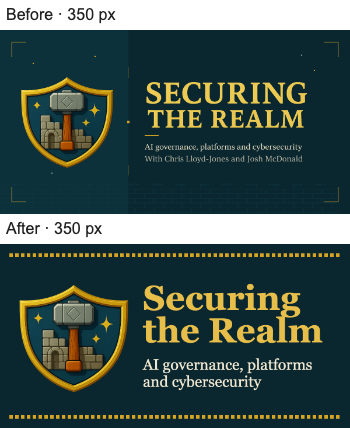 Before · 350 px
SECURING
THE REALM
AI governance, platforms and cybersecurity
With Chris Lloyd-Jones and Josh McDonald
After · 350 px
Securing
the Realm
AI governance, platforms
and cybersecurity